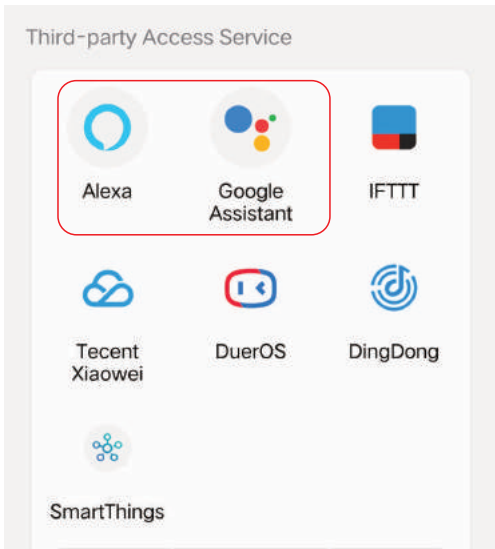 Third-party Access Service
Alexa
Google
Assistant
IFTTT
Tecent
Xiaowei
DuerOS
DingDong
SmartThings